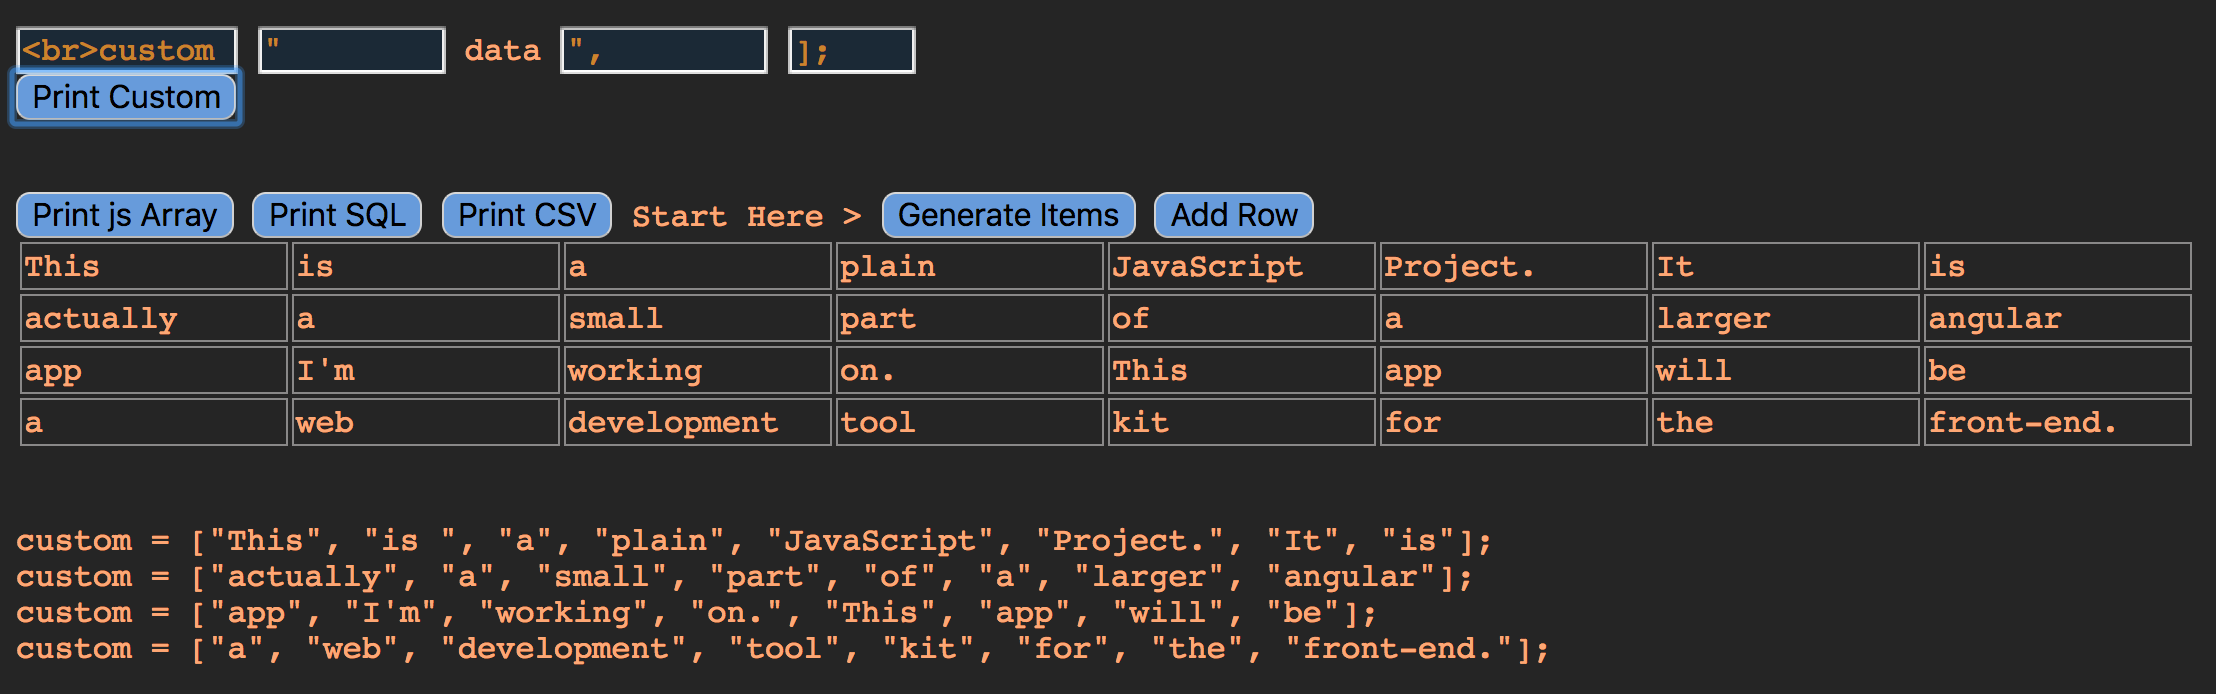 <br>custom " data ", ];
Print Custom
Print js Array Print SQL Print CSV Start Here > Generate Items Add Row
This is a plain JavaScript Project. It is
actually a small part of a larger angular
app I'm working on. This app will be
a web development tool kit for the front-end.
custom = ["This", "is ", "a", "plain", "JavaScript", "Project.", "It", "is"];
custom = ["actually", "a", "small", "part", "of", "a", "larger", "angular"];
custom = ["app", "I'm", "working", "on.", "This", "app", "will", "be"];
custom = ["a", "web", "development", "tool", "kit", "for", "the", "front-end."];